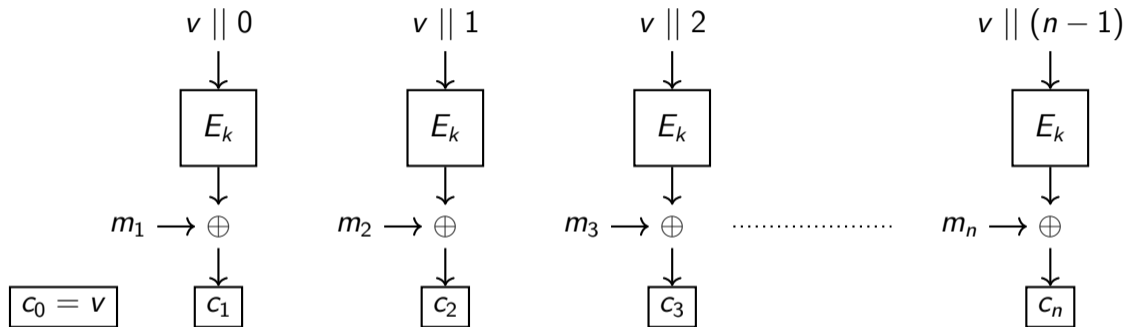 v || 0 v || 1 v || 2 v || (n − 1)
E_k E_k E_k E_k
m_1 ⊕ m_2 ⊕ m_3 ⊕ m_n ⊕
c_0 = v c_1 c_2 c_3 c_n